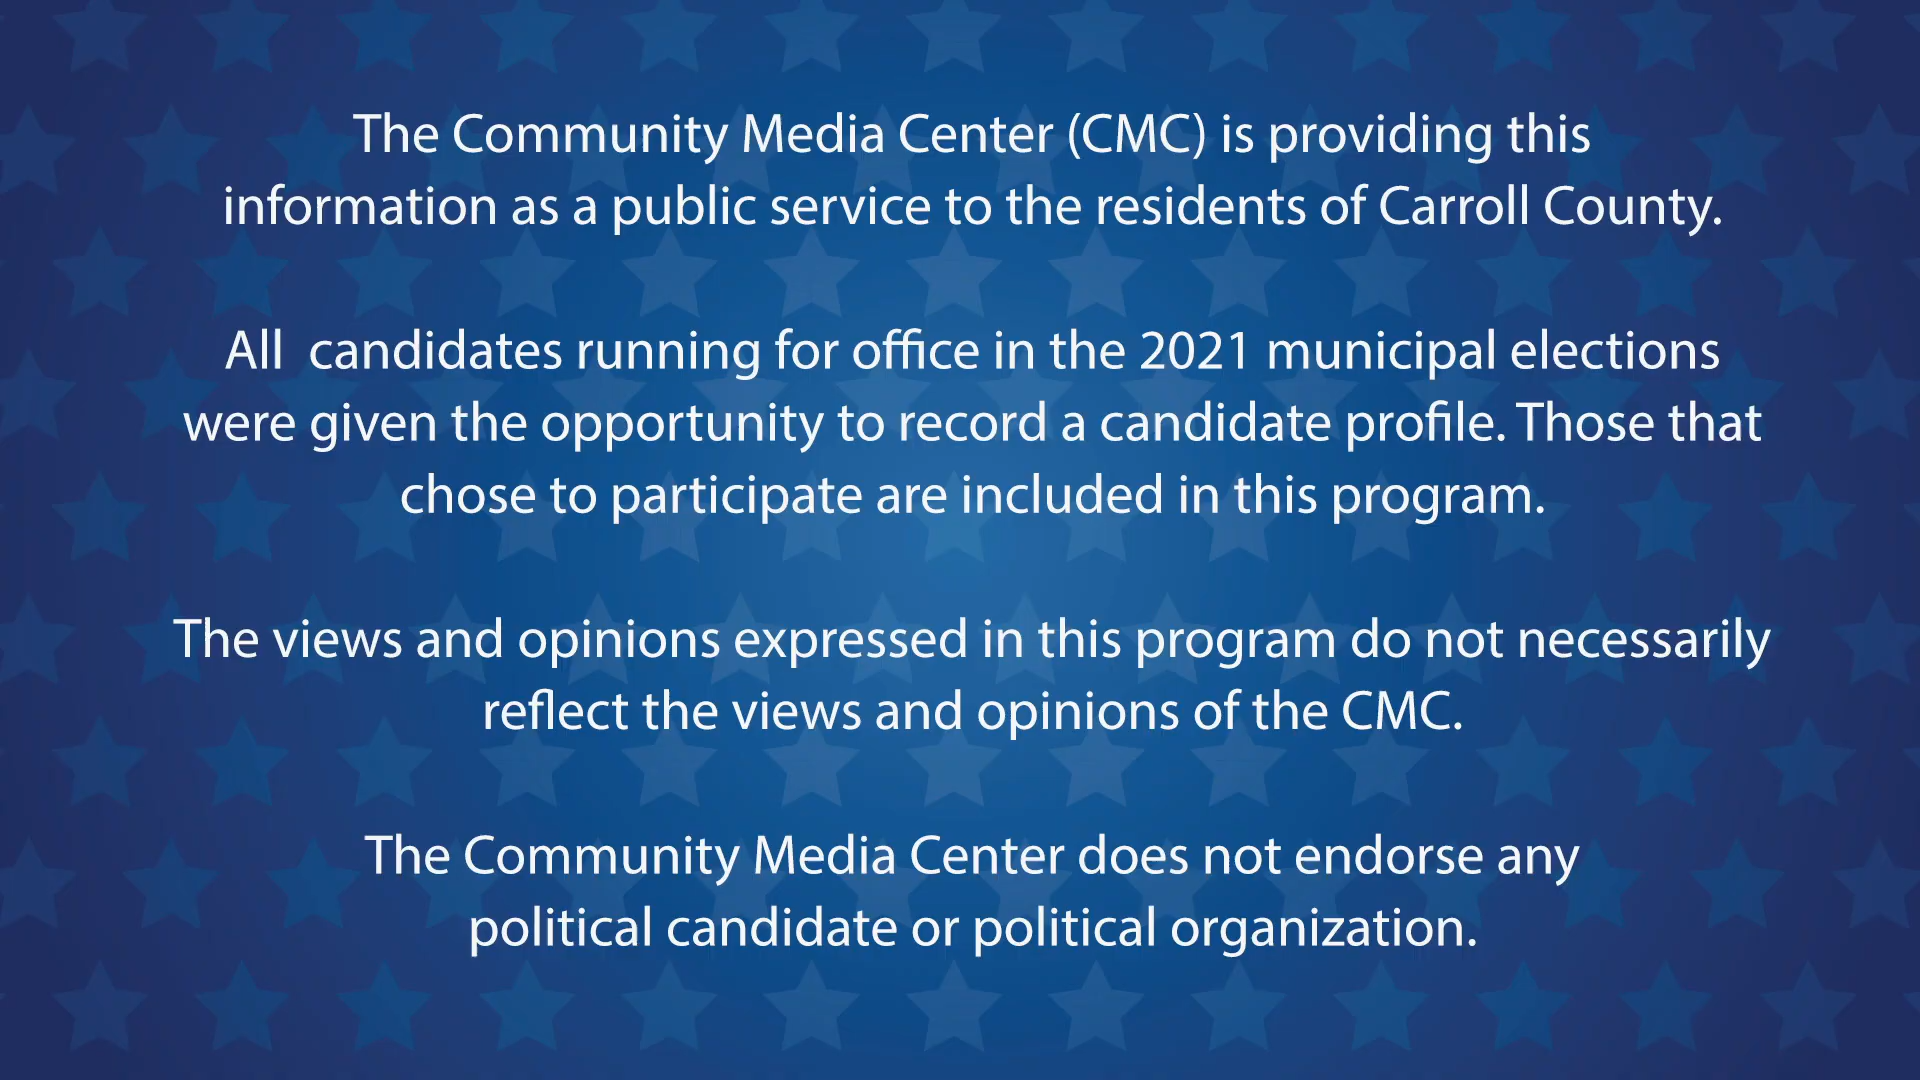 The Community Media Center (CMC) is providing this
information as a public service to the residents of Carroll County.
All  candidates running for office in the 2021 municipal elections
were given the opportunity to record a candidate profile. Those that
chose to participate are included in this program.
The views and opinions expressed in this program do not necessarily
reflect the views and opinions of the CMC.
The Community Media Center does not endorse any
political candidate or political organization.